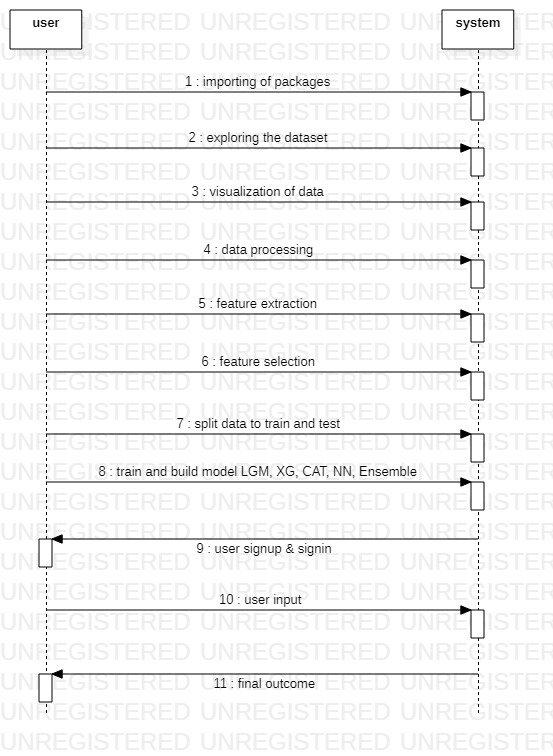 user
system
1 : importing of packages
2 : exploring the dataset
3 : visualization of data
4 : data processing
5 : feature extraction
6 : feature selection
7 : split data to train and test
8 : train and build model LGM, XG, CAT, NN, Ensemble
9 : user signup & signin
10 : user input
11 : final outcome
UNREGISTERED